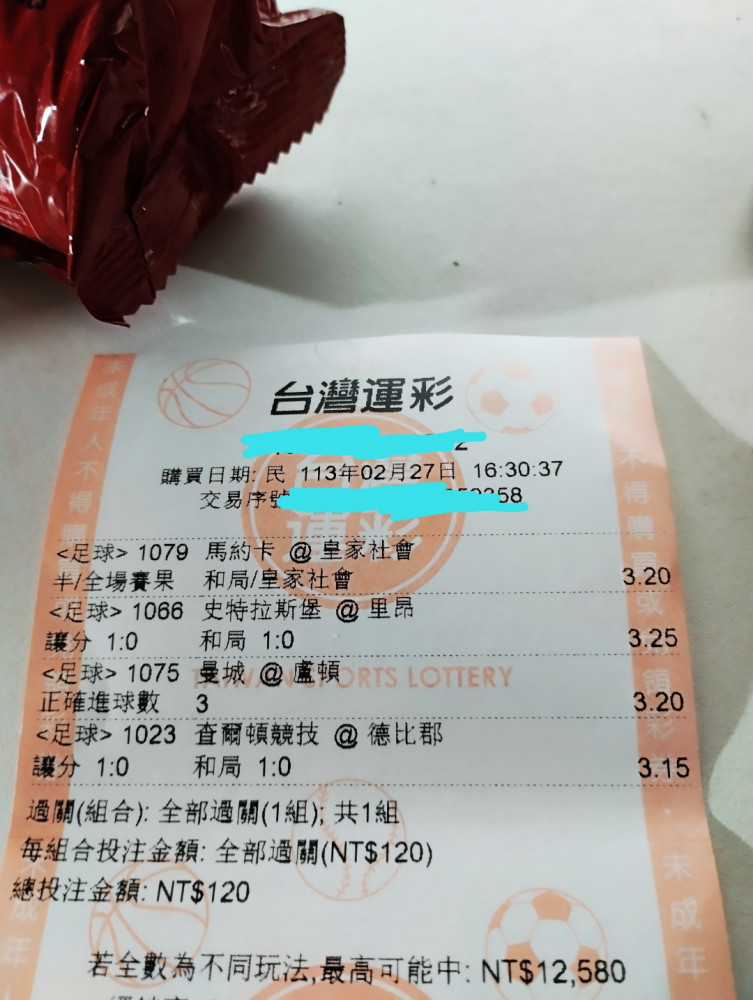 台灣運彩
購買日期: 民 113年02月27日 16:30:37
交易序號
<足球> 1079 馬約卡 @ 皇家社會
半/全場賽果 和局/皇家社會 3.20
<足球> 1066 史特拉斯堡 @ 里昂
讓分 1:0 和局 1:0 3.25
<足球> 1075 曼城 @ 盧頓
TAIWAN SPORTS LOTTERY
正確進球數 3 3.20
<足球> 1023 查爾頓競技 @ 德比郡
讓分 1:0 和局 1:0 3.15
過關(組合): 全部過關(1組); 共1組
每組合投注金額: 全部過關(NT$120)
總投注金額: NT$120
若全數為不同玩法,最高可能中: NT$12,580